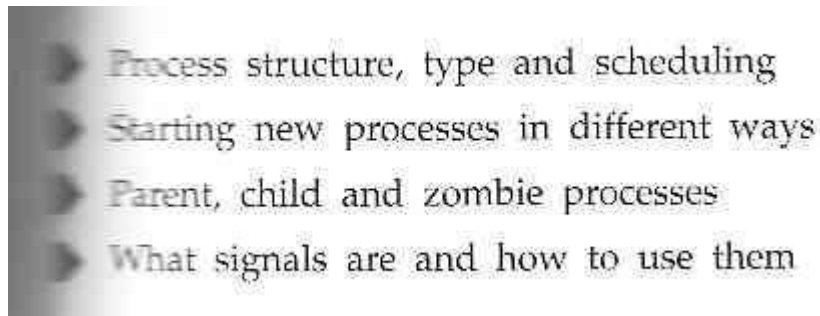 Process structure, type and scheduling
Starting new processes in different ways
Parent, child and zombie processes
What signals are and how to use them